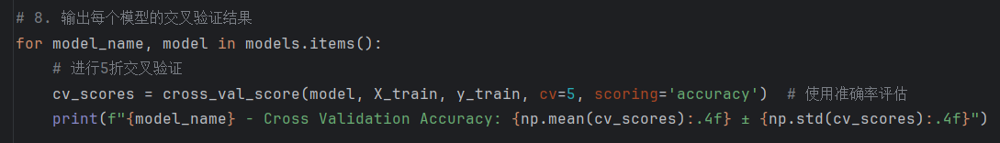 # 8. 输出每个模型的交叉验证结果
for model_name, model in models.items():
    # 进行5折交叉验证
    cv_scores = cross_val_score(model, X_train, y_train, cv=5, scoring='accuracy')  # 使用准确率评估
    print(f"{model_name} - Cross Validation Accuracy: {np.mean(cv_scores):.4f} ± {np.std(cv_scores):.4f}")